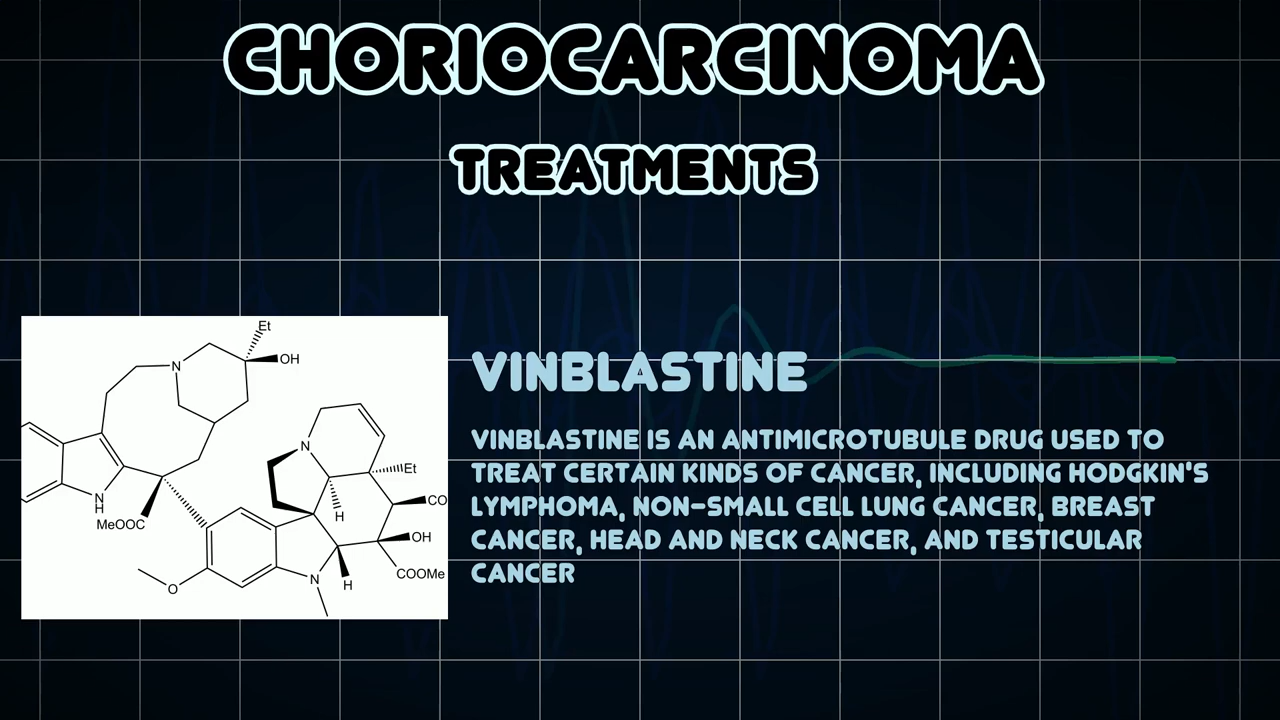 CHORIOCARCINOMA
TREATMENTS
Et
N
OH
N
Et
N
H
MeOOC
H
CO
OH
N
H
COOMe
O
VINBLASTINE
VINBLASTINE IS AN ANTIMICROTUBULE DRUG USED TO
TREAT CERTAIN KINDS OF CANCER, INCLUDING HODGKIN'S
LYMPHOMA, NON-SMALL CELL LUNG CANCER, BREAST
CANCER, HEAD AND NECK CANCER, AND TESTICULAR
CANCER